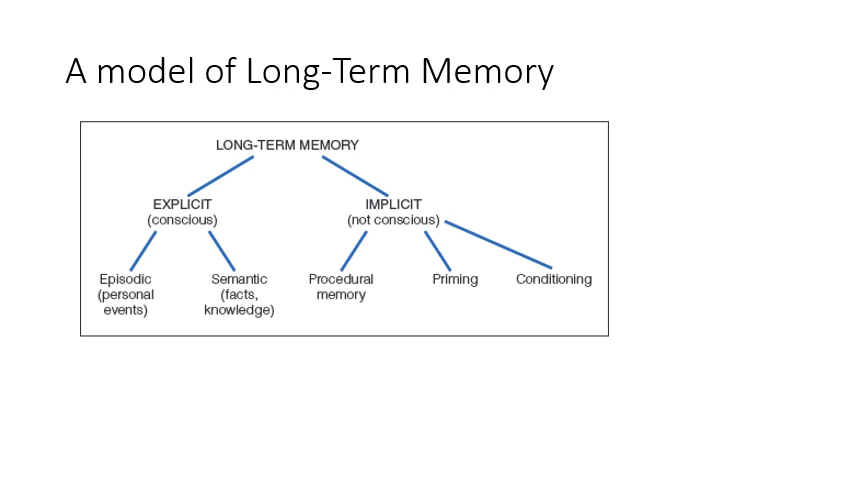 A model of Long-Term Memory
LONG-TERM MEMORY
EXPLICIT
(conscious)
IMPLICIT
(not conscious)
Episodic
(personal
events)
Semantic
(facts,
knowledge)
Procedural
memory
Priming
Conditioning